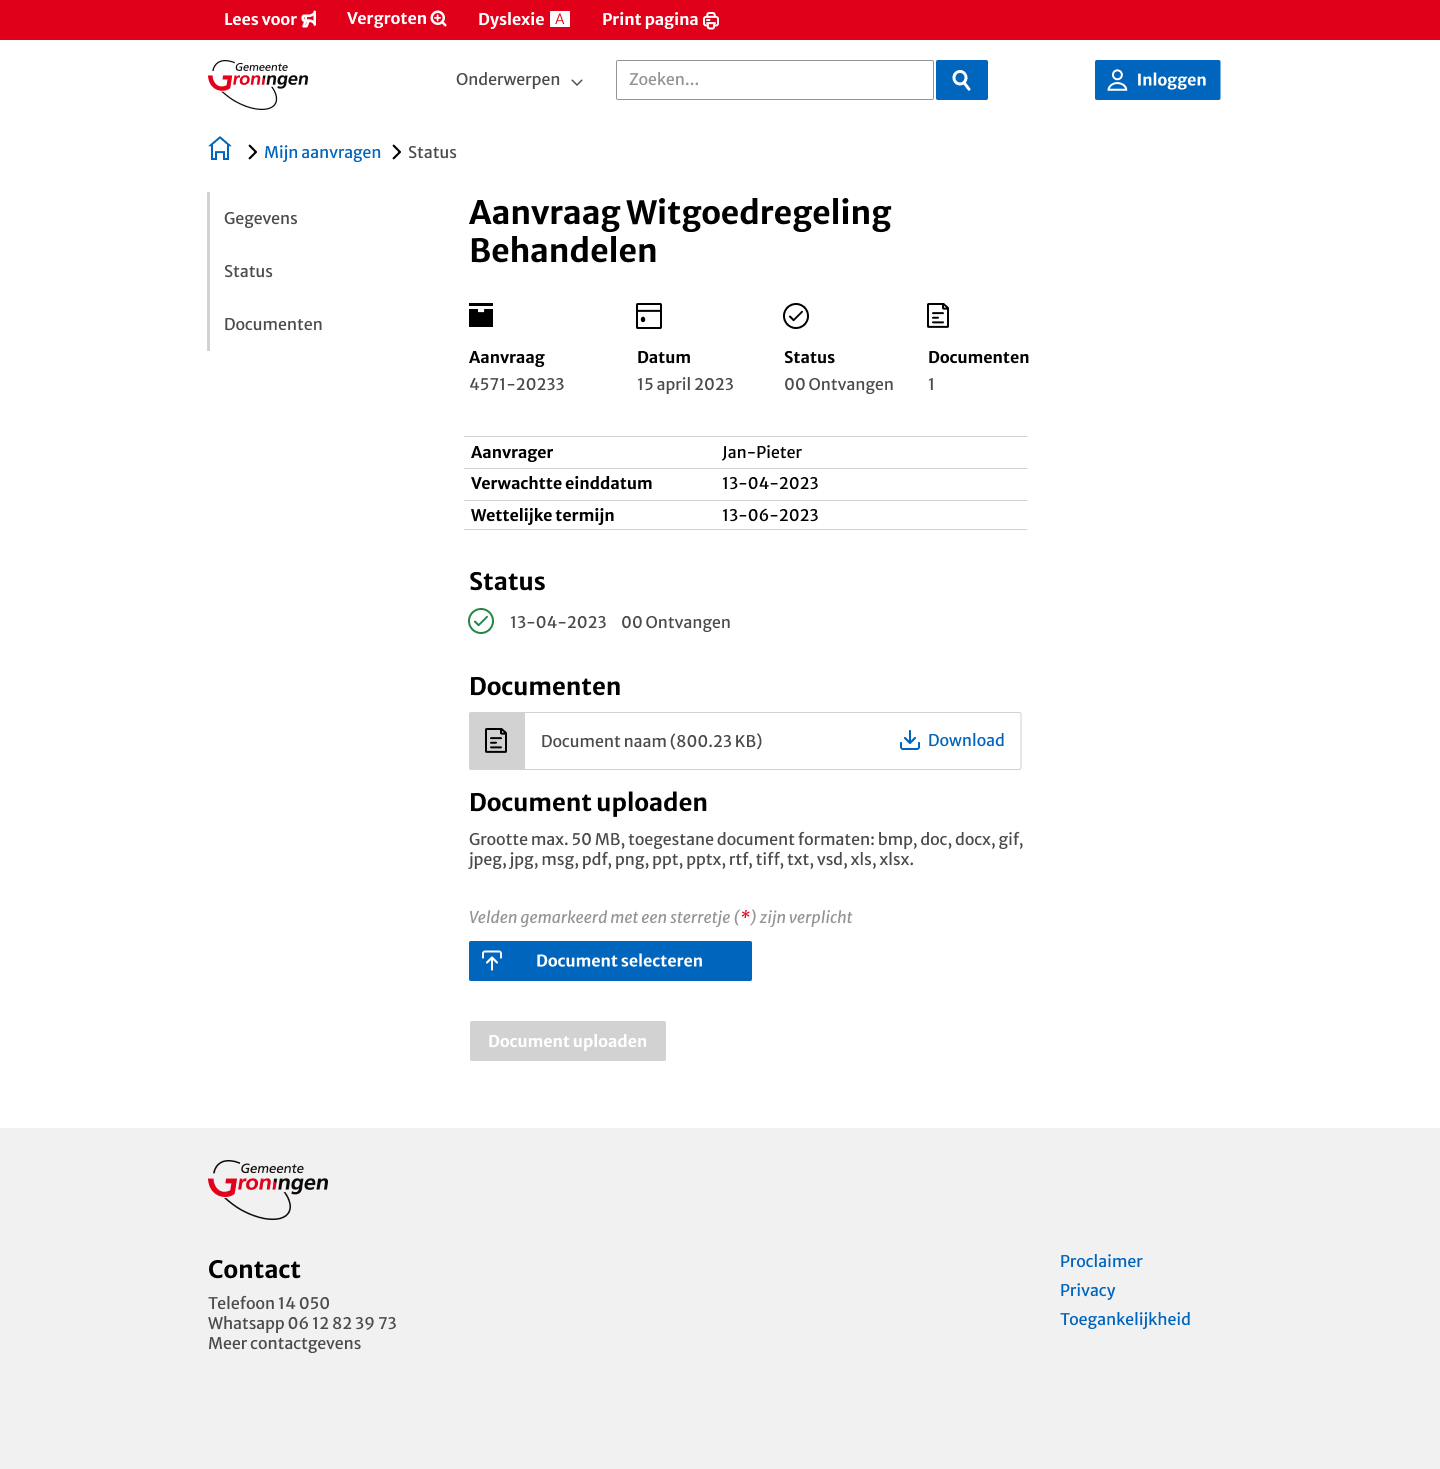 Lees voor Vergroten Dyslexie A Print pagina
Gemeente
Groningen
Onderwerpen
Zoeken...
Inloggen
Mijn aanvragen Status
Gegevens
Status
Documenten
Aanvraag Witgoedregeling
Behandelen
Aanvraag Datum Status Documenten
4571-20233 15 april 2023 00 Ontvangen 1
Aanvrager Jan-Pieter
Verwachtte einddatum 13-04-2023
Wettelijke termijn 13-06-2023
Status
13-04-2023 00 Ontvangen
Documenten
Document naam (800.23 KB) Download
Document uploaden
Grootte max. 50 MB, toegestane document formaten: bmp, doc, docx, gif,
jpeg, jpg, msg, pdf, png, ppt, pptx, rtf, tiff, txt, vsd, xls, xlsx.
Velden gemarkeerd met een sterretje (*) zijn verplicht
Document selecteren
Document uploaden
Gemeente
Groningen
Contact
Telefoon 14 050
Whatsapp 06 12 82 39 73
Meer contactgevens
Proclaimer
Privacy
Toegankelijkheid